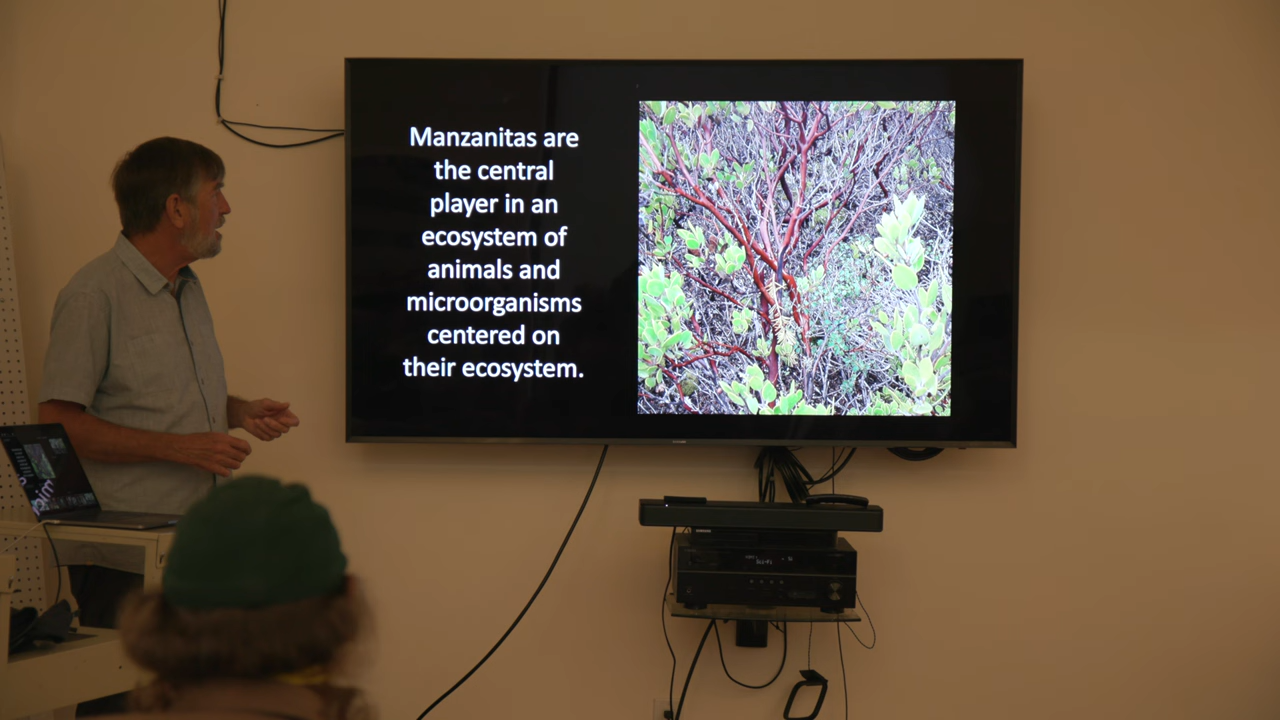 Manzanitas are
the central
player in an
ecosystem of
animals and
microorganisms
centered on
their ecosystem.